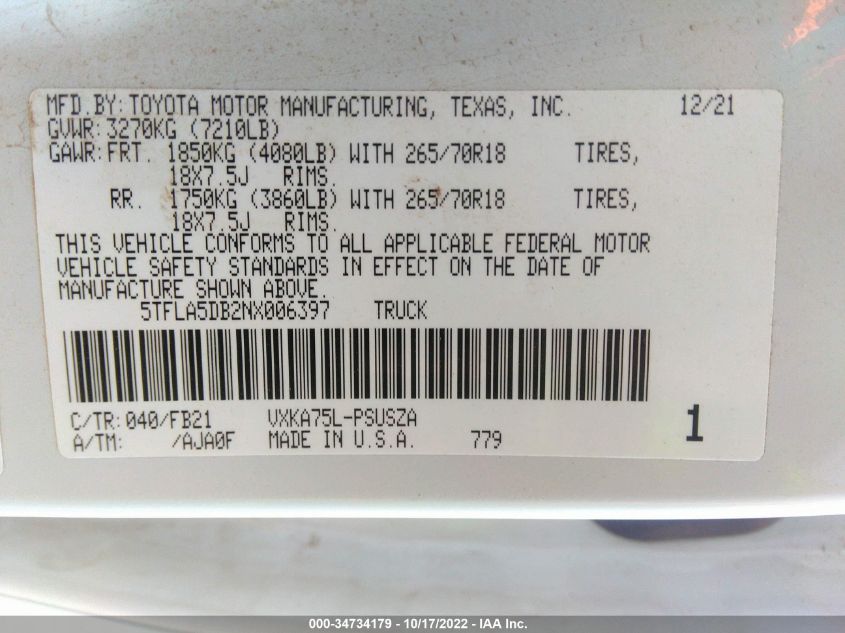 MFD.BY:TOYOTA MOTOR MANUFACTURING, TEXAS, INC. 12/21
GVWR:3270KG (7210LB)
GAWR:FRT. 1850KG (4080LB) WITH 265/70R18 TIRES,
18X7.5J RIMS.
RR. 1750KG (3860LB) WITH 265/70R18 TIRES,
18X7.5J RIMS.
THIS VEHICLE CONFORMS TO ALL APPLICABLE FEDERAL MOTOR
VEHICLE SAFETY STANDARDS IN EFFECT ON THE DATE OF
MANUFACTURE SHOWN ABOVE.
5TFLA5DB2NX006397 TRUCK
C/TR:040/FB21 VXKA75L-PSUSZA
A/TM: /AJA0F MADE IN U.S.A. 779 1
000-34734179 - 10/17/2022 - IAA Inc.